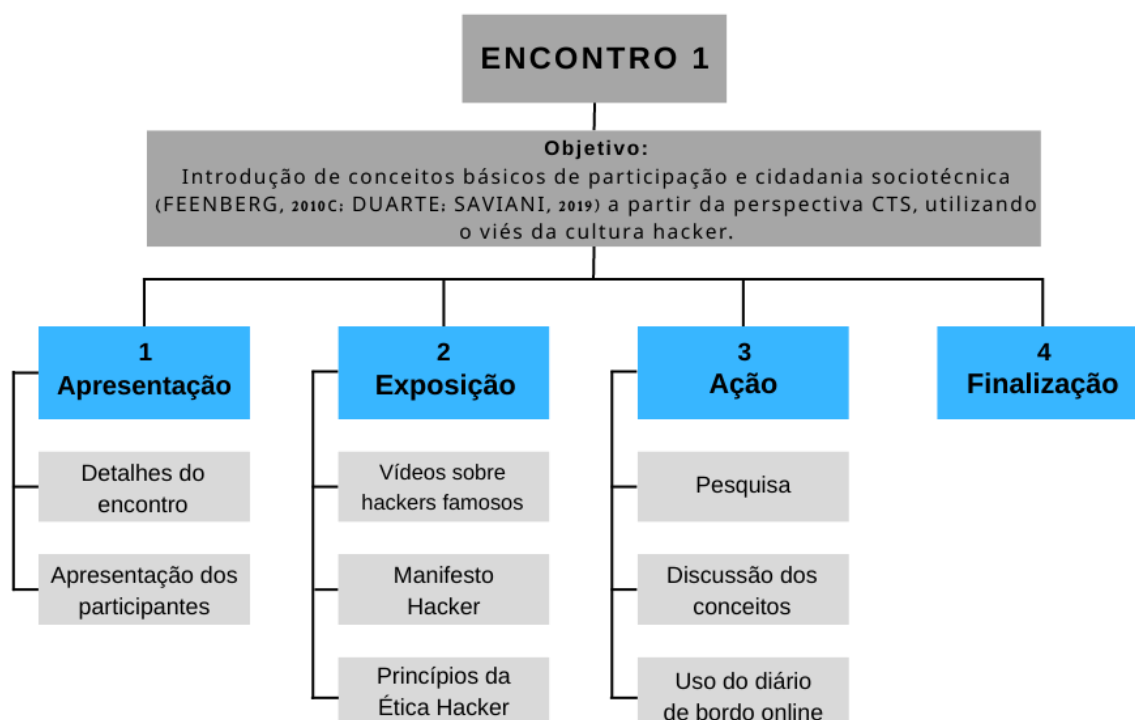 ENCONTRO 1
Objetivo:
Introdução de conceitos básicos de participação e cidadania sociotécnica
(FEENBERG, 2010C; DUARTE; SAVIANI, 2019) a partir da perspectiva CTS, utilizando
o viés da cultura hacker.
1
Apresentação
Detalhes do
encontro
Apresentação dos
participantes
2
Exposição
Vídeos sobre
hackers famosos
Manifesto
Hacker
Princípios da
Ética Hacker
3
Ação
Pesquisa
Discussão dos
conceitos
Uso do diário
de bordo online
4
Finalização